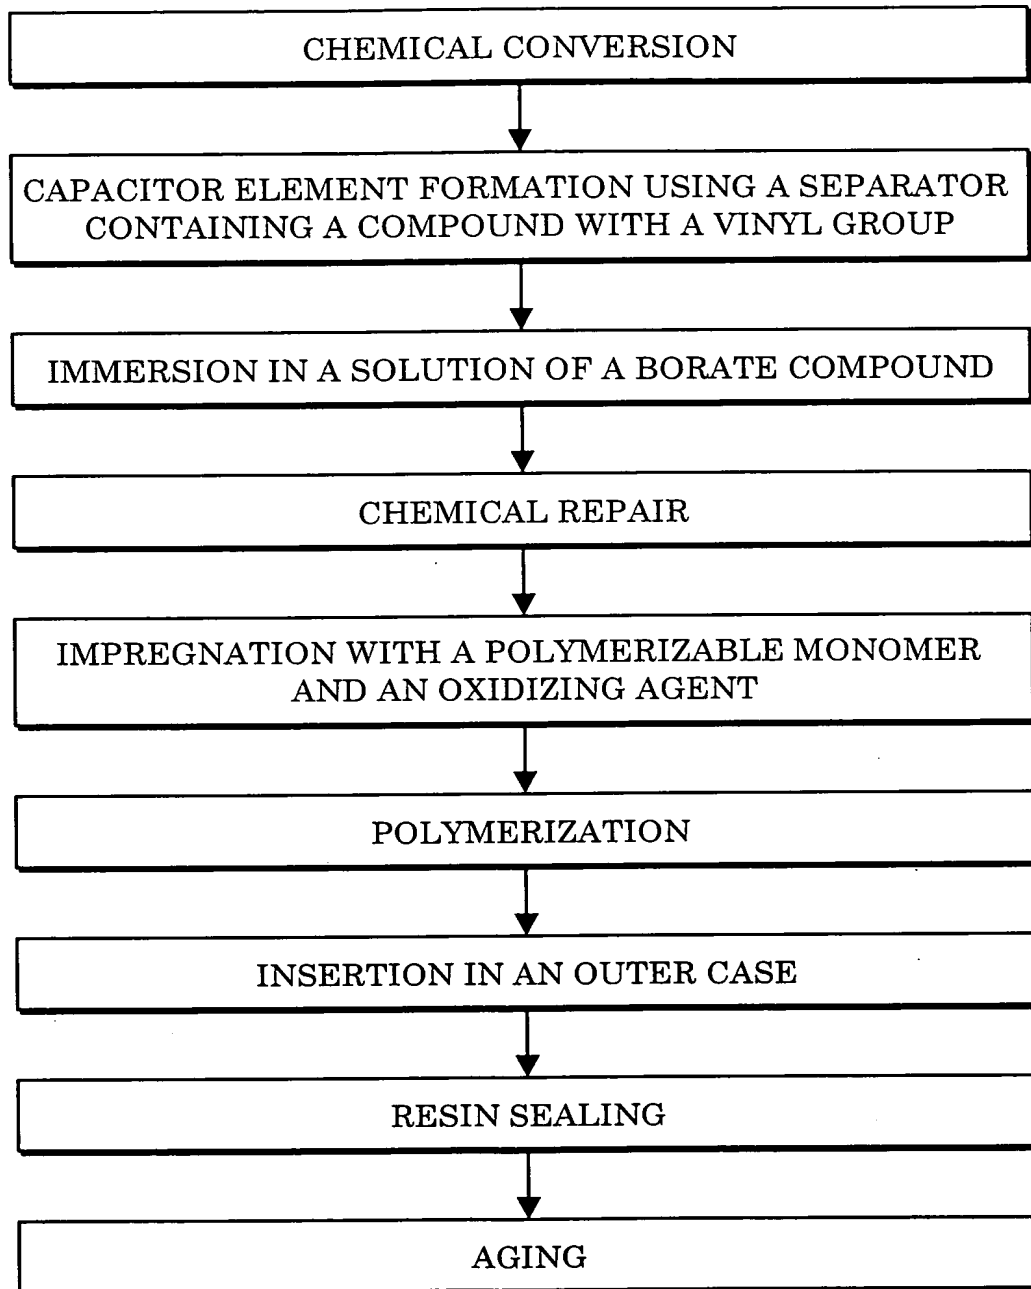 CHEMICAL CONVERSION
CAPACITOR ELEMENT FORMATION USING A SEPARATOR
CONTAINING A COMPOUND WITH A VINYL GROUP
IMMERSION IN A SOLUTION OF A BORATE COMPOUND
CHEMICAL REPAIR
IMPREGNATION WITH A POLYMERIZABLE MONOMER
AND AN OXIDIZING AGENT
POLYMERIZATION
INSERTION IN AN OUTER CASE
RESIN SEALING
AGING